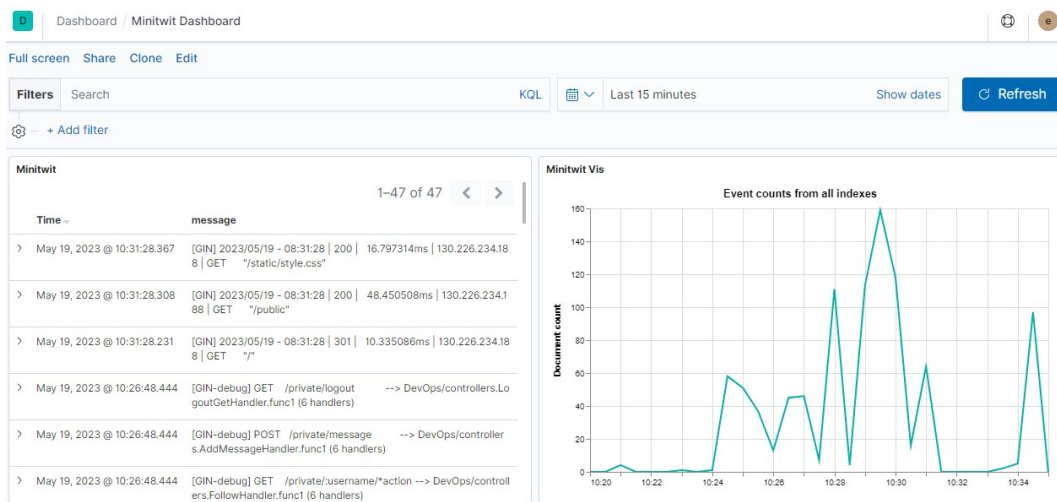 D Dashboard / Minitwit Dashboard e
Full screen Share Clone Edit
Filters Search KQL Last 15 minutes Show dates Refresh
+ Add filter
Minitwit
1–47 of 47
Time message
May 19, 2023 @ 10:31:28.367 [GIN] 2023/05/19 - 08:31:28 | 200 | 16.797314ms | 130.226.234.18
8 | GET "/static/style.css"
May 19, 2023 @ 10:31:28.308 [GIN] 2023/05/19 - 08:31:28 | 200 | 48.450508ms | 130.226.234.1
88 | GET "/public"
May 19, 2023 @ 10:31:28.231 [GIN] 2023/05/19 - 08:31:28 | 301 | 10.335086ms | 130.226.234.18
8 | GET "/"
May 19, 2023 @ 10:26:48.444 [GIN-debug] GET /private/logout --> DevOps/controllers.Lo
goutGetHandler.func1 (6 handlers)
May 19, 2023 @ 10:26:48.444 [GIN-debug] POST /private/message --> DevOps/controller
s.AddMessageHandler.func1 (6 handlers)
May 19, 2023 @ 10:26:48.444 [GIN-debug] GET /private/:username/*action --> DevOps/controll
ers.FollowHandler.func1 (6 handlers)
Minitwit Vis
Event counts from all indexes
Document count
160
140
120
100
80
60
40
20
0
10:20 10:22 10:24 10:26 10:28 10:30 10:32 10:34